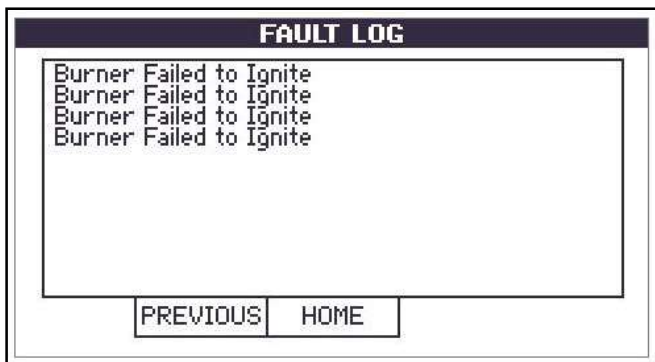 FAULT LOG
Burner Failed to Ignite
Burner Failed to Ignite
Burner Failed to Ignite
Burner Failed to Ignite
PREVIOUS HOME